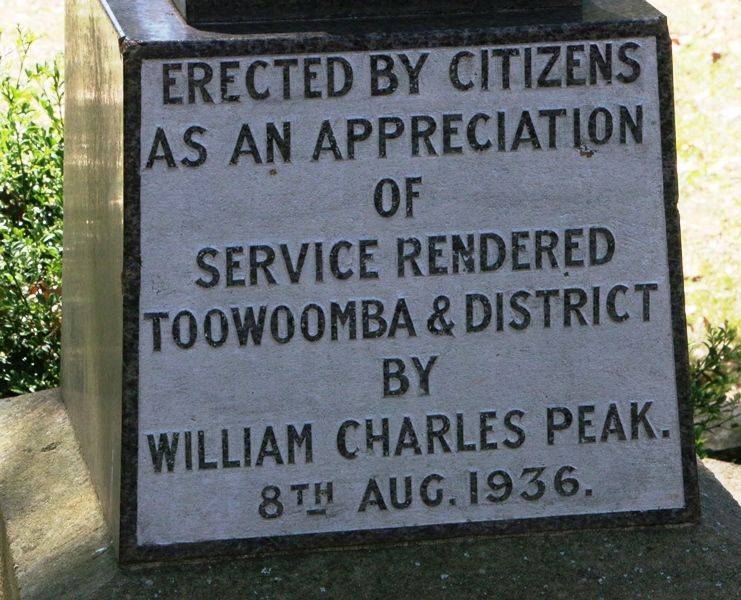 ERECTED BY CITIZENS
AS AN APPRECIATION
OF
SERVICE RENDERED
TOOWOOMBA & DISTRICT
BY
WILLIAM CHARLES PEAK.
8TH AUG. 1936.